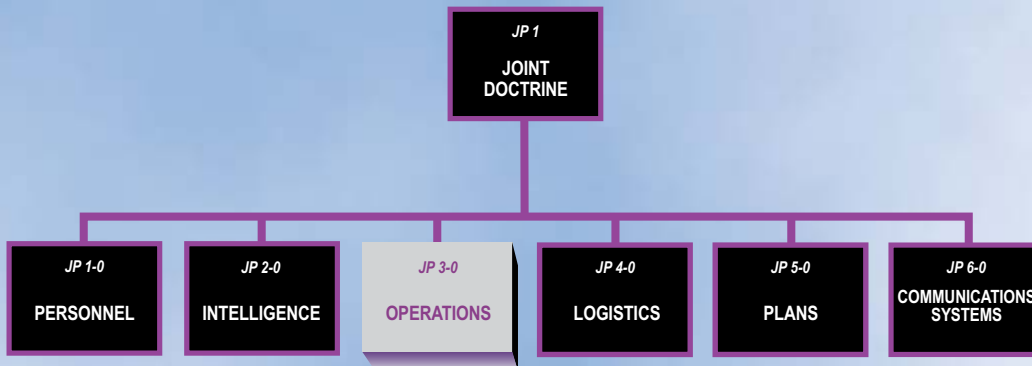 JP 1
JOINT
DOCTRINE
JP 1-0
PERSONNEL
JP 2-0
INTELLIGENCE
JP 3-0
OPERATIONS
JP 4-0
LOGISTICS
JP 5-0
PLANS
JP 6-0
COMMUNICATIONS
SYSTEMS